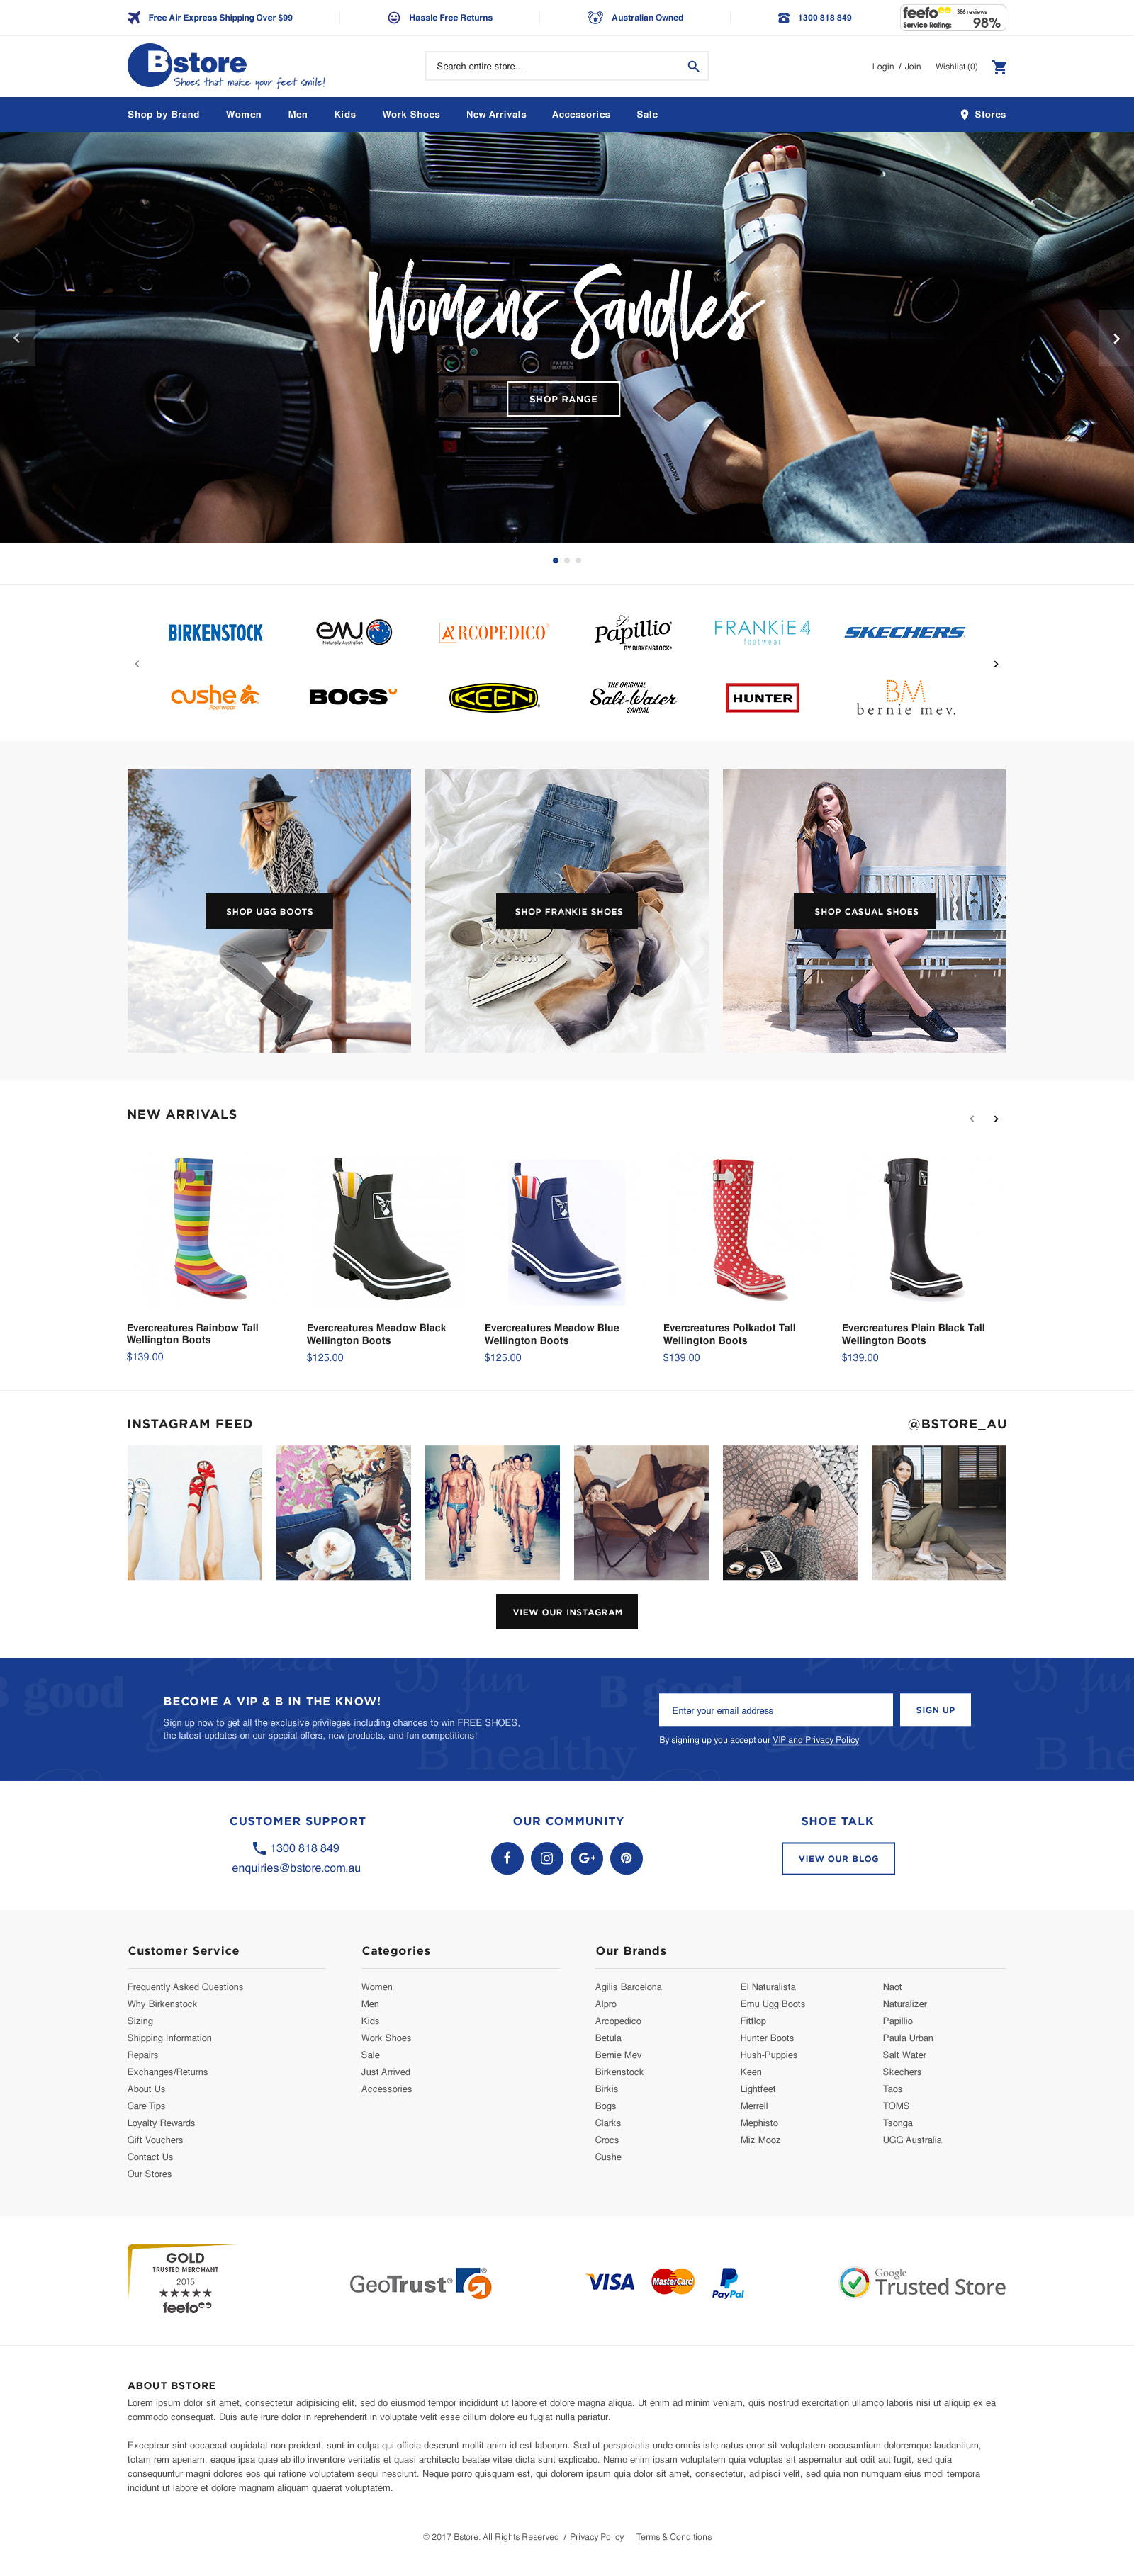 Free Air Express Shipping Over $99
Hassle Free Returns
Australian Owned
1300 818 849
feefo 386 reviews
Service Rating: 98%
Bstore
Shoes that make your feet smile!
Search entire store...
Login / Join
Wishlist (0)
Shop by Brand
Women
Men
Kids
Work Shoes
New Arrivals
Accessories
Sale
Stores
Womens Sandles
FASTEN
SEAT BELTS
SHOP RANGE
BIRKENSTOCK
BIRKENSTOCK
emu
Naturally Australian
ARCOPEDICO
Papillio
BY BIRKENSTOCK
FRANKiE4
footwear
SKECHERS
cushe
footwear
BOGS
KEEN
THE ORIGINAL
Salt-Water
SANDAL
HUNTER
BM
bernie mev.
SHOP UGG BOOTS
SHOP FRANKIE SHOES
SHOP CASUAL SHOES
NEW ARRIVALS
Evercreatures Rainbow Tall
Wellington Boots
$139.00
Evercreatures Meadow Black
Wellington Boots
$125.00
Evercreatures Meadow Blue
Wellington Boots
$125.00
Evercreatures Polkadot Tall
Wellington Boots
$139.00
Evercreatures Plain Black Tall
Wellington Boots
$139.00
INSTAGRAM FEED
@BSTORE_AU
VIEW OUR INSTAGRAM
B wild
B fun
B good
B healthy
BECOME A VIP & B IN THE KNOW!
Sign up now to get all the exclusive privileges including chances to win FREE SHOES,
the latest updates on our special offers, new products, and fun competitions!
Enter your email address
SIGN UP
By signing up you accept our VIP and Privacy Policy
CUSTOMER SUPPORT
1300 818 849
enquiries@bstore.com.au
OUR COMMUNITY
SHOE TALK
VIEW OUR BLOG
Customer Service
Frequently Asked Questions
Why Birkenstock
Sizing
Shipping Information
Repairs
Exchanges/Returns
About Us
Care Tips
Loyalty Rewards
Gift Vouchers
Contact Us
Our Stores
Categories
Women
Men
Kids
Work Shoes
Sale
Just Arrived
Accessories
Our Brands
Agilis Barcelona
Alpro
Arcopedico
Betula
Bernie Mev
Birkenstock
Birkis
Bogs
Clarks
Crocs
Cushe
El Naturalista
Emu Ugg Boots
Fitflop
Hunter Boots
Hush-Puppies
Keen
Lightfeet
Merrell
Mephisto
Miz Mooz
Naot
Naturalizer
Papillio
Paula Urban
Salt Water
Skechers
Taos
TOMS
Tsonga
UGG Australia
GOLD
TRUSTED MERCHANT
2015
feefo
GeoTrust
VISA
MasterCard
PayPal
Google
Trusted Store
ABOUT BSTORE
Lorem ipsum dolor sit amet, consectetur adipisicing elit, sed do eiusmod tempor incididunt ut labore et dolore magna aliqua. Ut enim ad minim veniam, quis nostrud exercitation ullamco laboris nisi ut aliquip ex ea
commodo consequat. Duis aute irure dolor in reprehenderit in voluptate velit esse cillum dolore eu fugiat nulla pariatur.
Excepteur sint occaecat cupidatat non proident, sunt in culpa qui officia deserunt mollit anim id est laborum. Sed ut perspiciatis unde omnis iste natus error sit voluptatem accusantium doloremque laudantium,
totam rem aperiam, eaque ipsa quae ab illo inventore veritatis et quasi architecto beatae vitae dicta sunt explicabo. Nemo enim ipsam voluptatem quia voluptas sit aspernatur aut odit aut fugit, sed quia
consequuntur magni dolores eos qui ratione voluptatem sequi nesciunt. Neque porro quisquam est, qui dolorem ipsum quia dolor sit amet, consectetur, adipisci velit, sed quia non numquam eius modi tempora
incidunt ut labore et dolore magnam aliquam quaerat voluptatem.
© 2017 Bstore. All Rights Reserved / Privacy Policy
Terms & Conditions